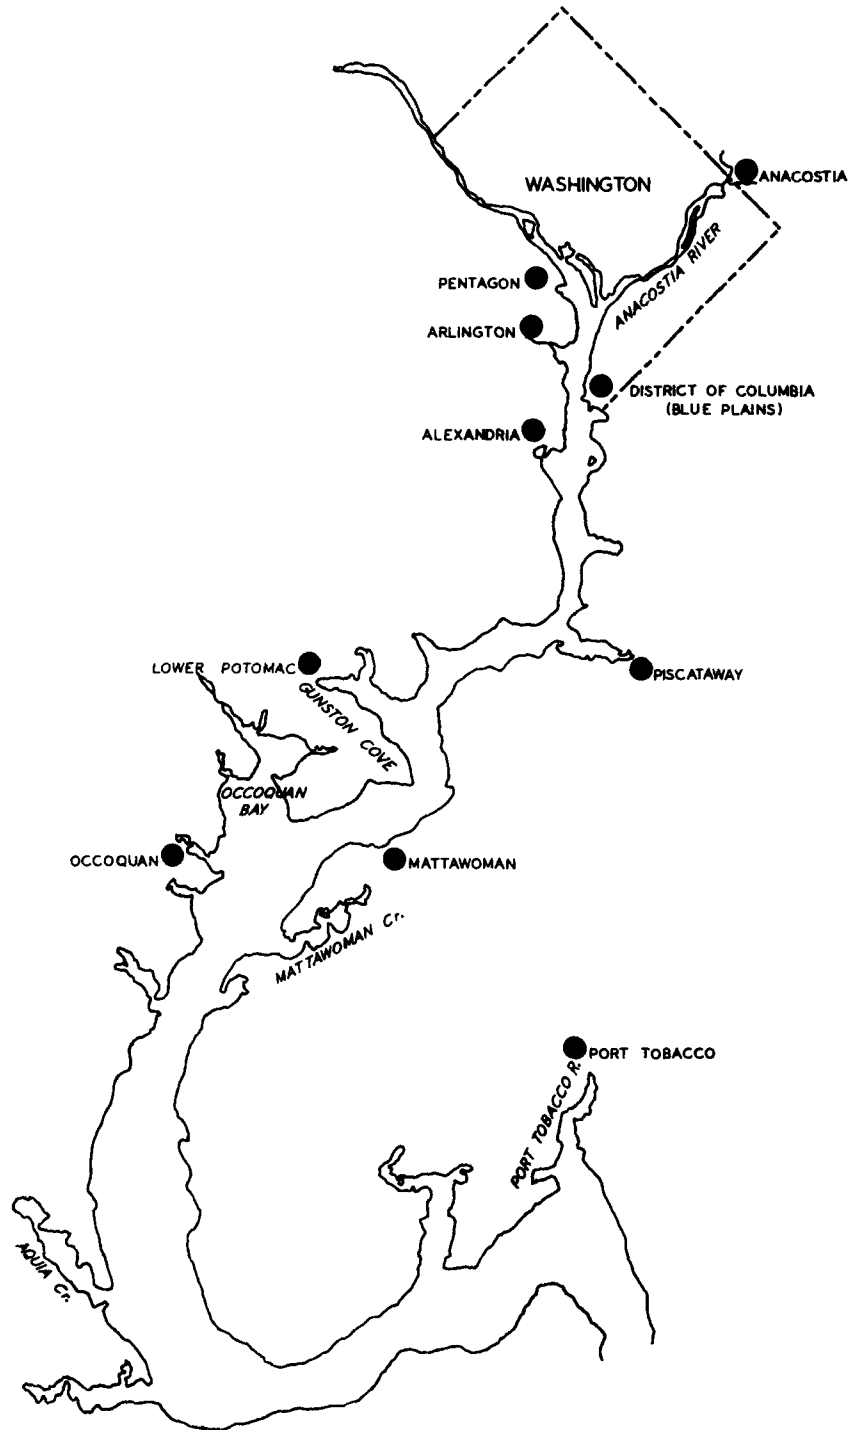 WASHINGTON
ANACOSTIA
ANACOSTIA RIVER
PENTAGON
ARLINGTON
DISTRICT OF COLUMBIA
(BLUE PLAINS)
ALEXANDRIA
LOWER POTOMAC
GUNSTON COVE
PISCATAWAY
OCCOQUAN
BAY
OCCOQUAN
MATTAWOMAN
MATTAWOMAN Cr.
PORT TOBACCO
PORT TOBACCO R.
AQUIA Cr.